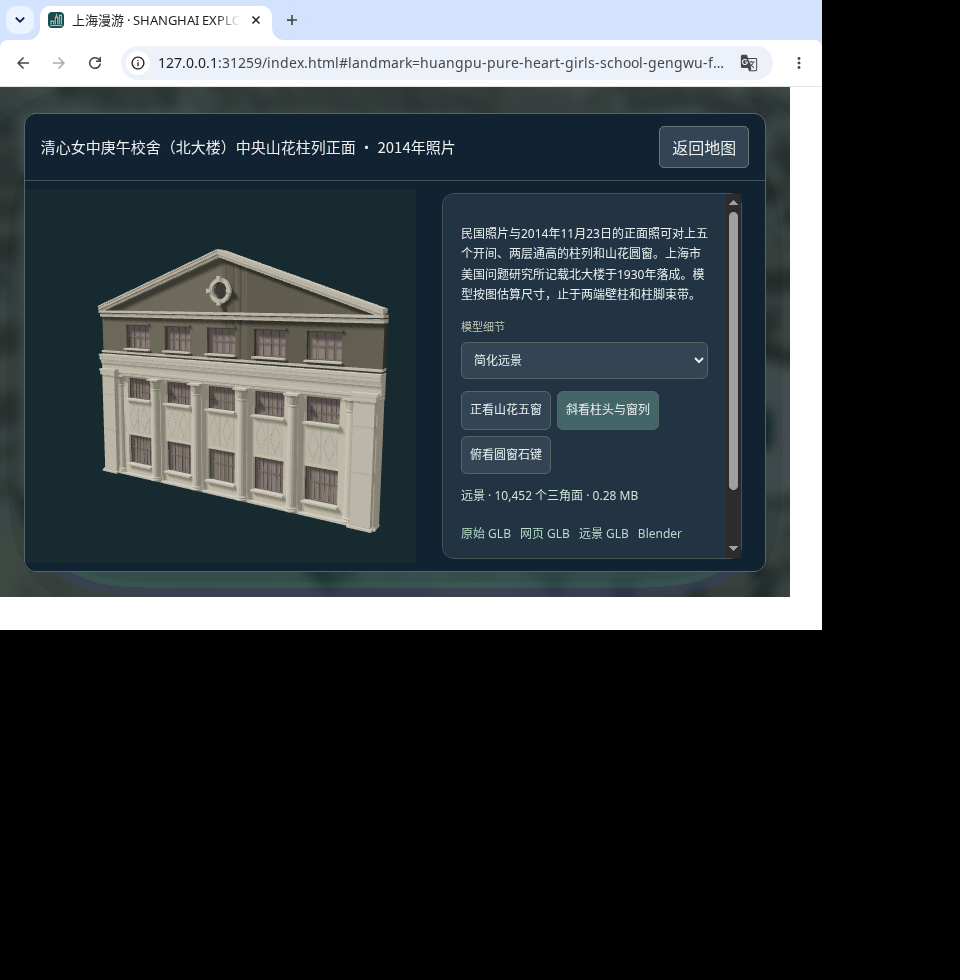 上海漫游 · SHANGHAI EXPLO
127.0.0.1:31259/index.html#landmark=huangpu-pure-heart-girls-school-gengwu-f...
清心女中庚午校舍（北大楼）中央山花柱列正面 · 2014年照片
返回地图
民国照片与2014年11月23日的正面照可对上五
个开间、两层通高的柱列和山花圆窗。上海市
美国问题研究所记载北大楼于1930年落成。模
型按图估算尺寸，止于两端壁柱和柱脚束带。
模型细节
简化远景
正看山花五窗
斜看柱头与窗列
俯看圆窗石键
远景 · 10,452 个三角面 · 0.28 MB
原始 GLB 网页 GLB 远景 GLB Blender